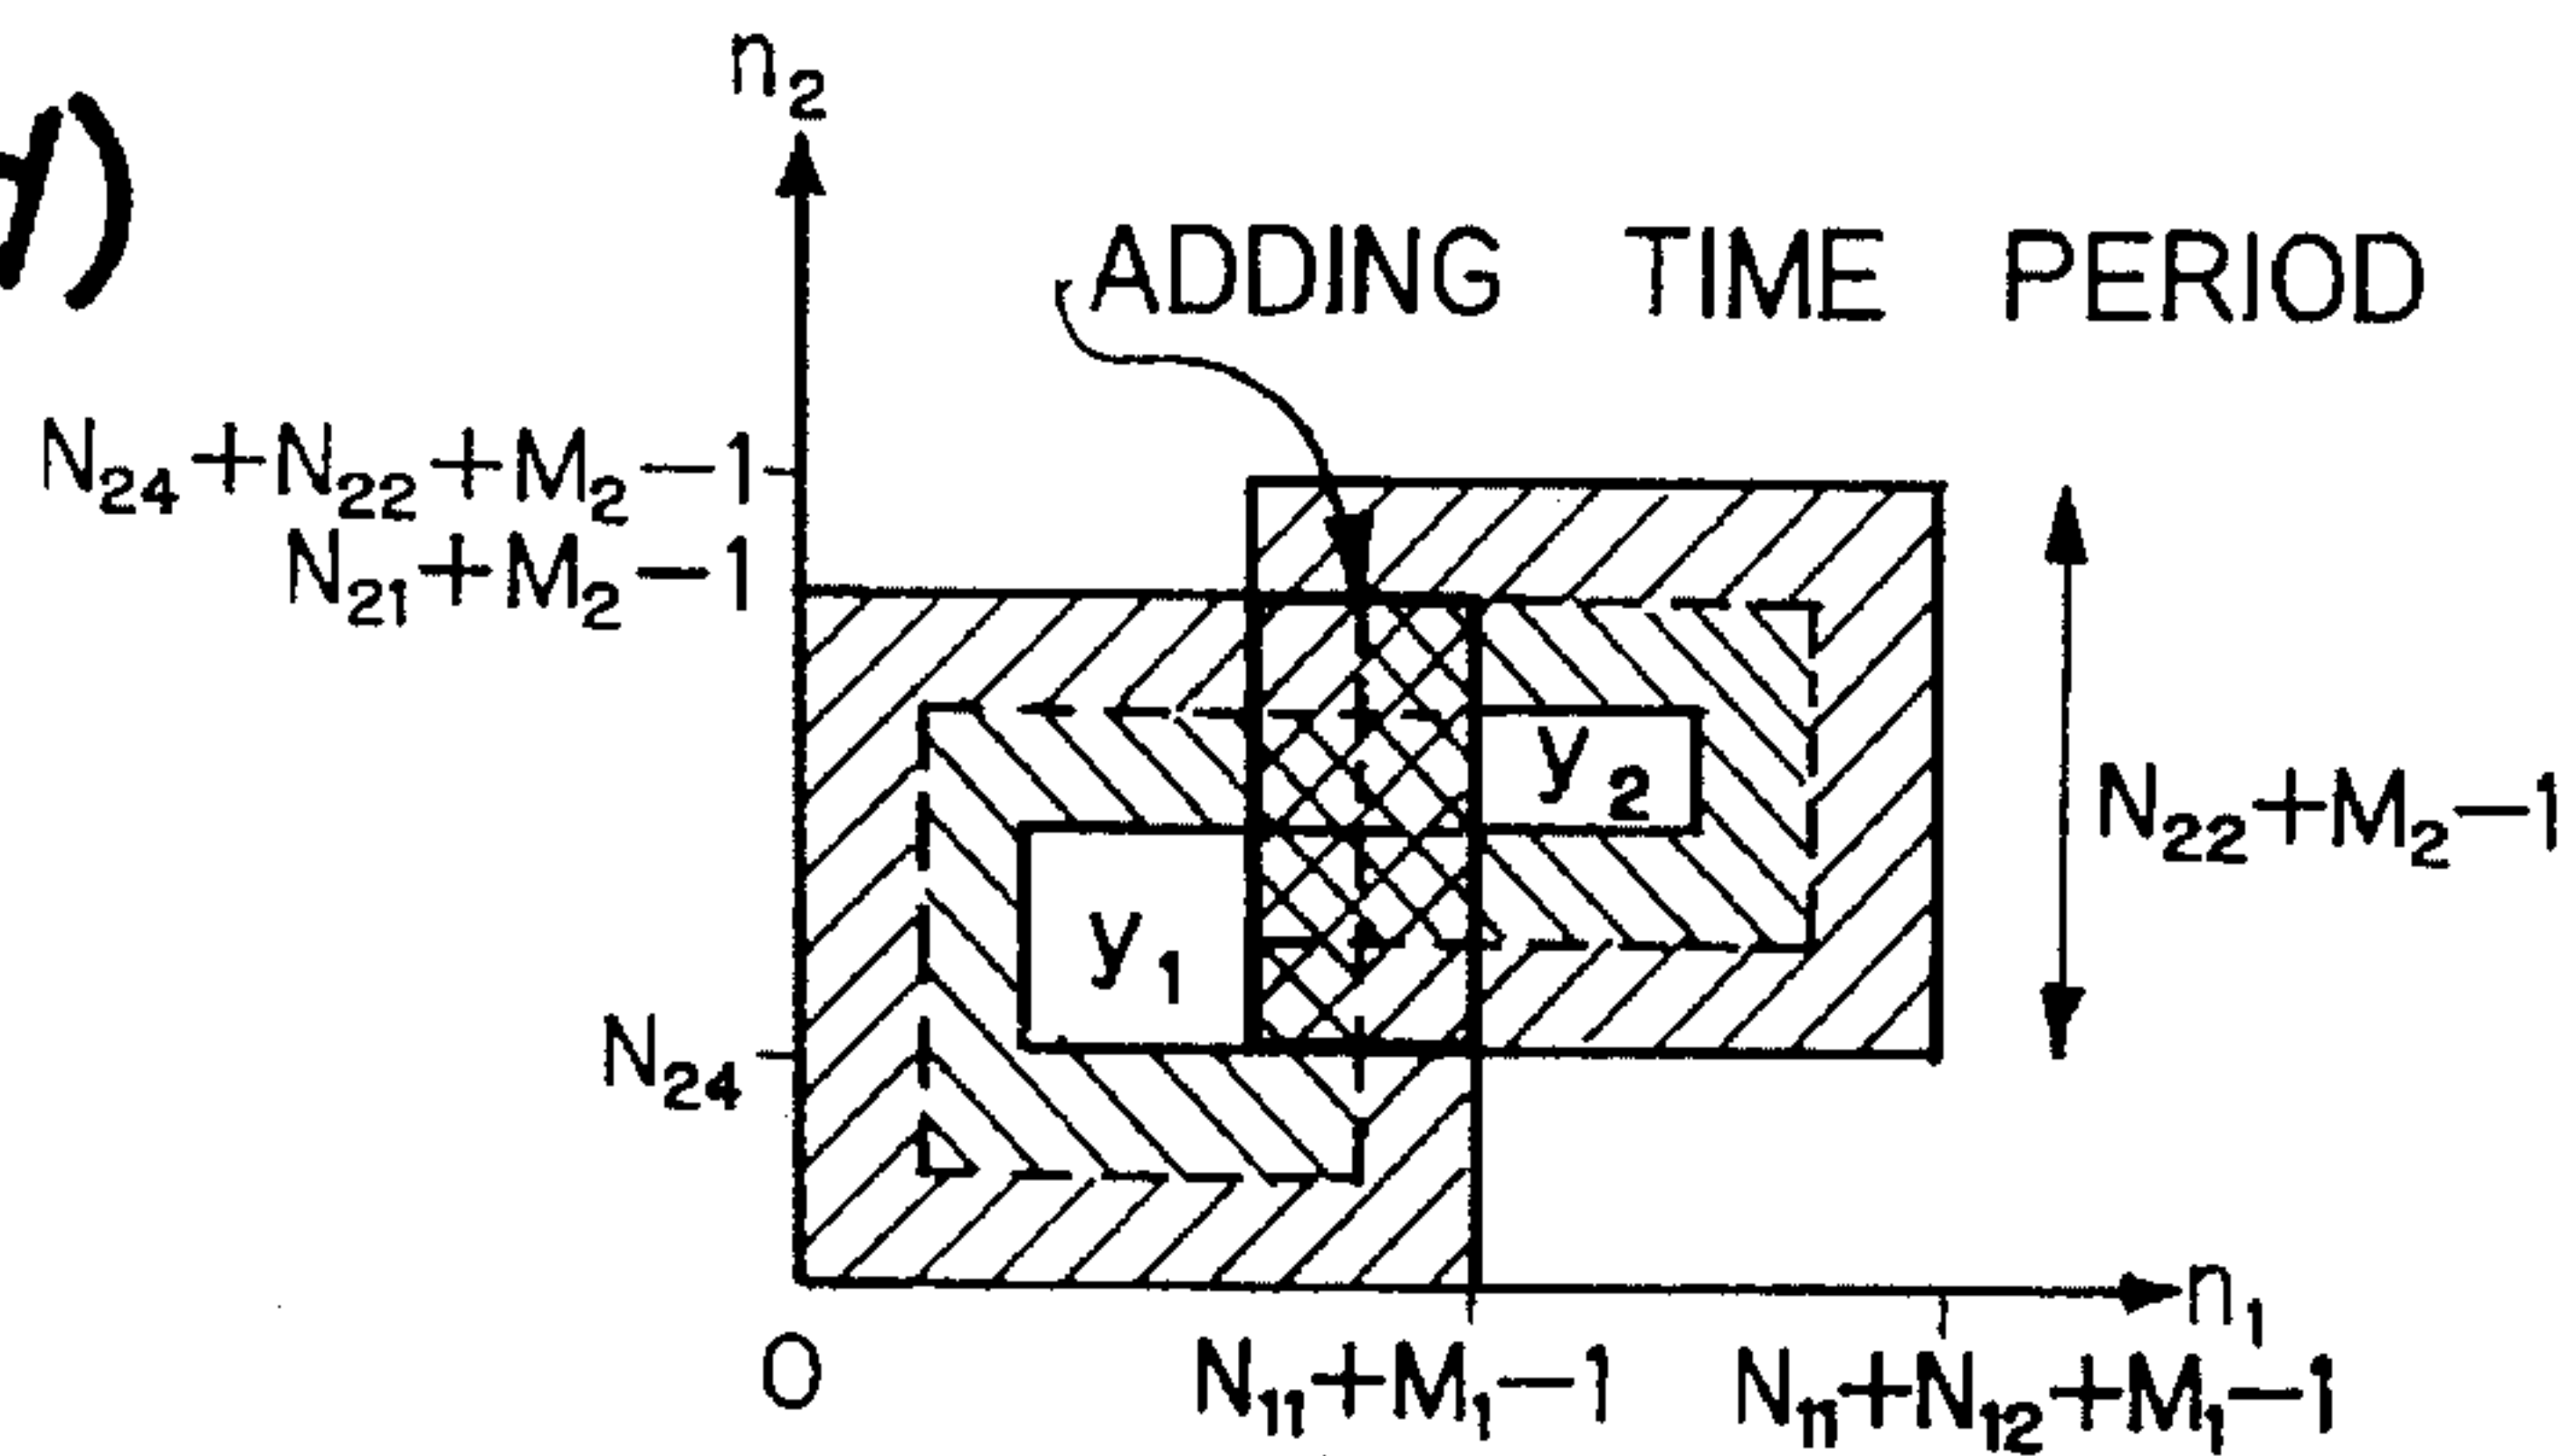 d)
n₂
ADDING TIME PERIOD
N₂₄+N₂₂+M₂−1
N₂₁+M₂−1
y₂
N₂₂+M₂−1
y₁
N₂₄
n₁
0
N₁₁+M₁−1
N₁₁+N₁₂+M₁−1